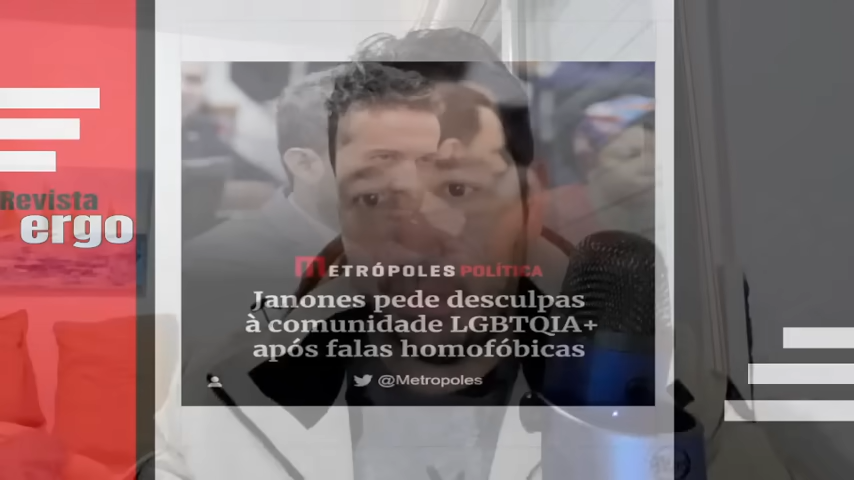 Revista
ergo
METRÓPOLES POLÍTICA
Janones pede desculpas
à comunidade LGBTQIA+
após falas homofóbicas
@Metropoles